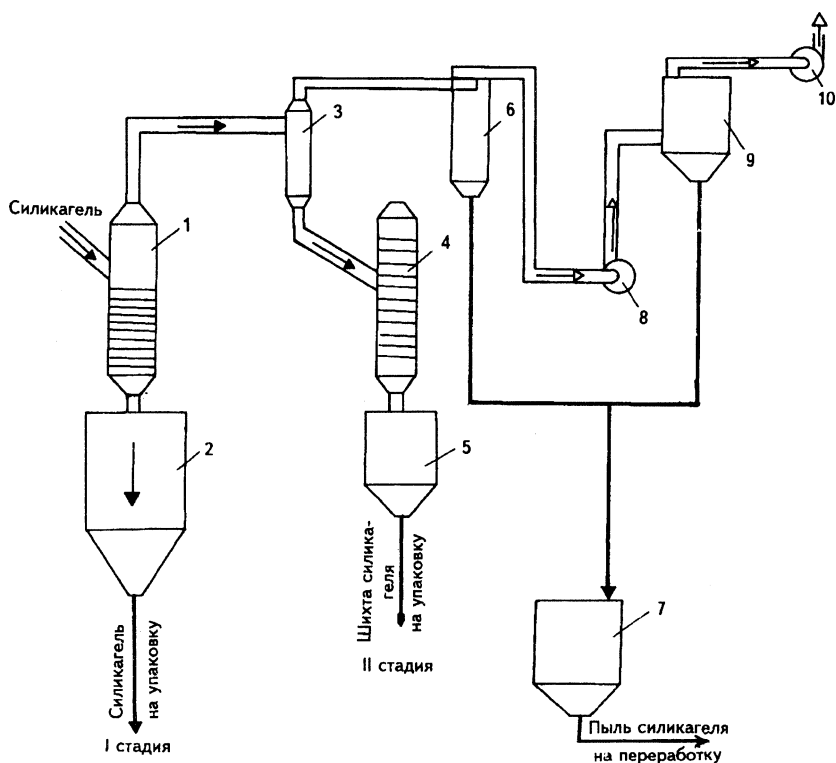 Силикагель
1
2
3
4
5
6
7
8
9
10
Силикагель
на упаковку
I стадия
Шихта силика-
геля
на упаковку
II стадия
Пыль силикагеля
на переработку